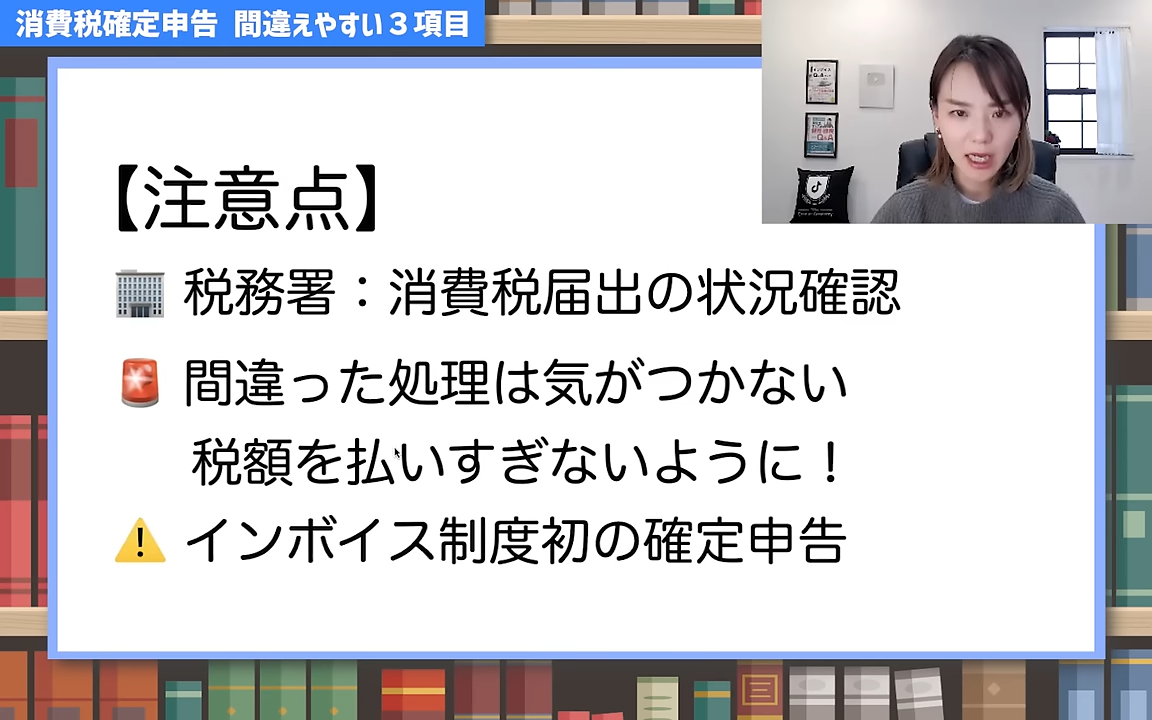 消費税確定申告 間違えやすい３項目
【注意点】
税務署：消費税届出の状況確認
間違った処理は気がつかない
税額を払いすぎないように！
インボイス制度初の確定申告